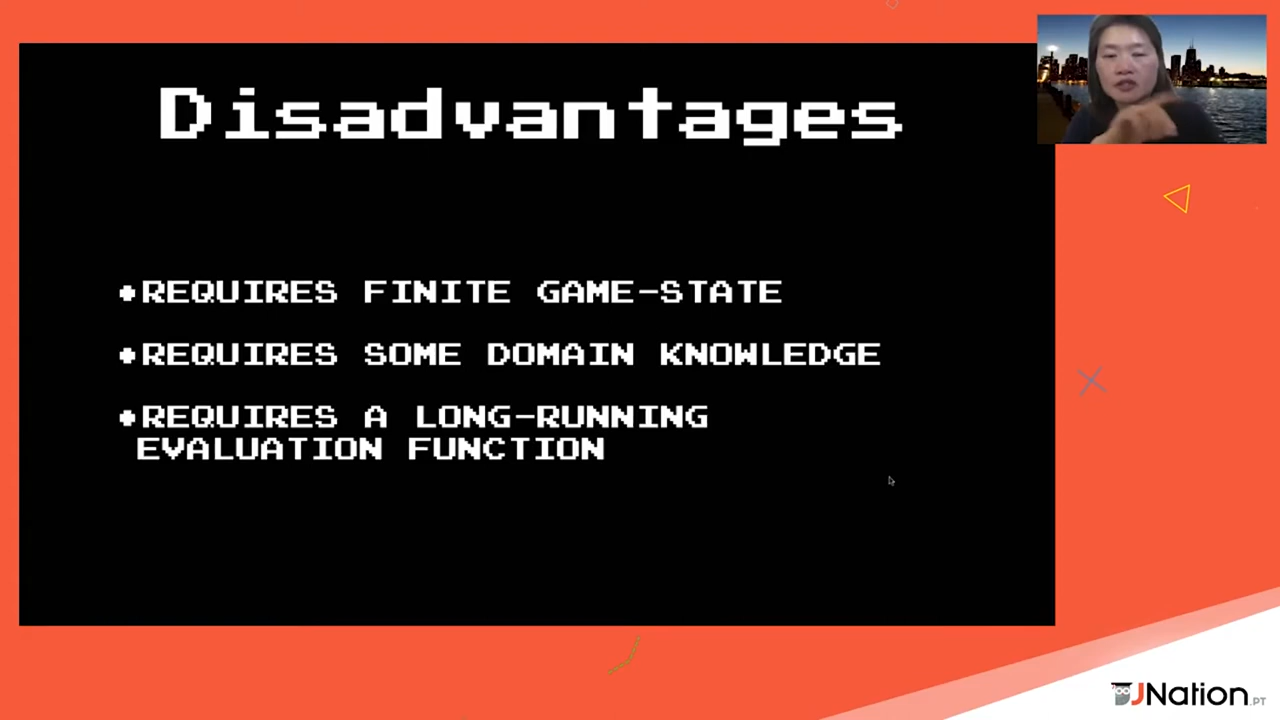 Disadvantages
•REQUIRES FINITE GAME-STATE
•REQUIRES SOME DOMAIN KNOWLEDGE
•REQUIRES A LONG-RUNNING
EVALUATION FUNCTION
JNation.PT